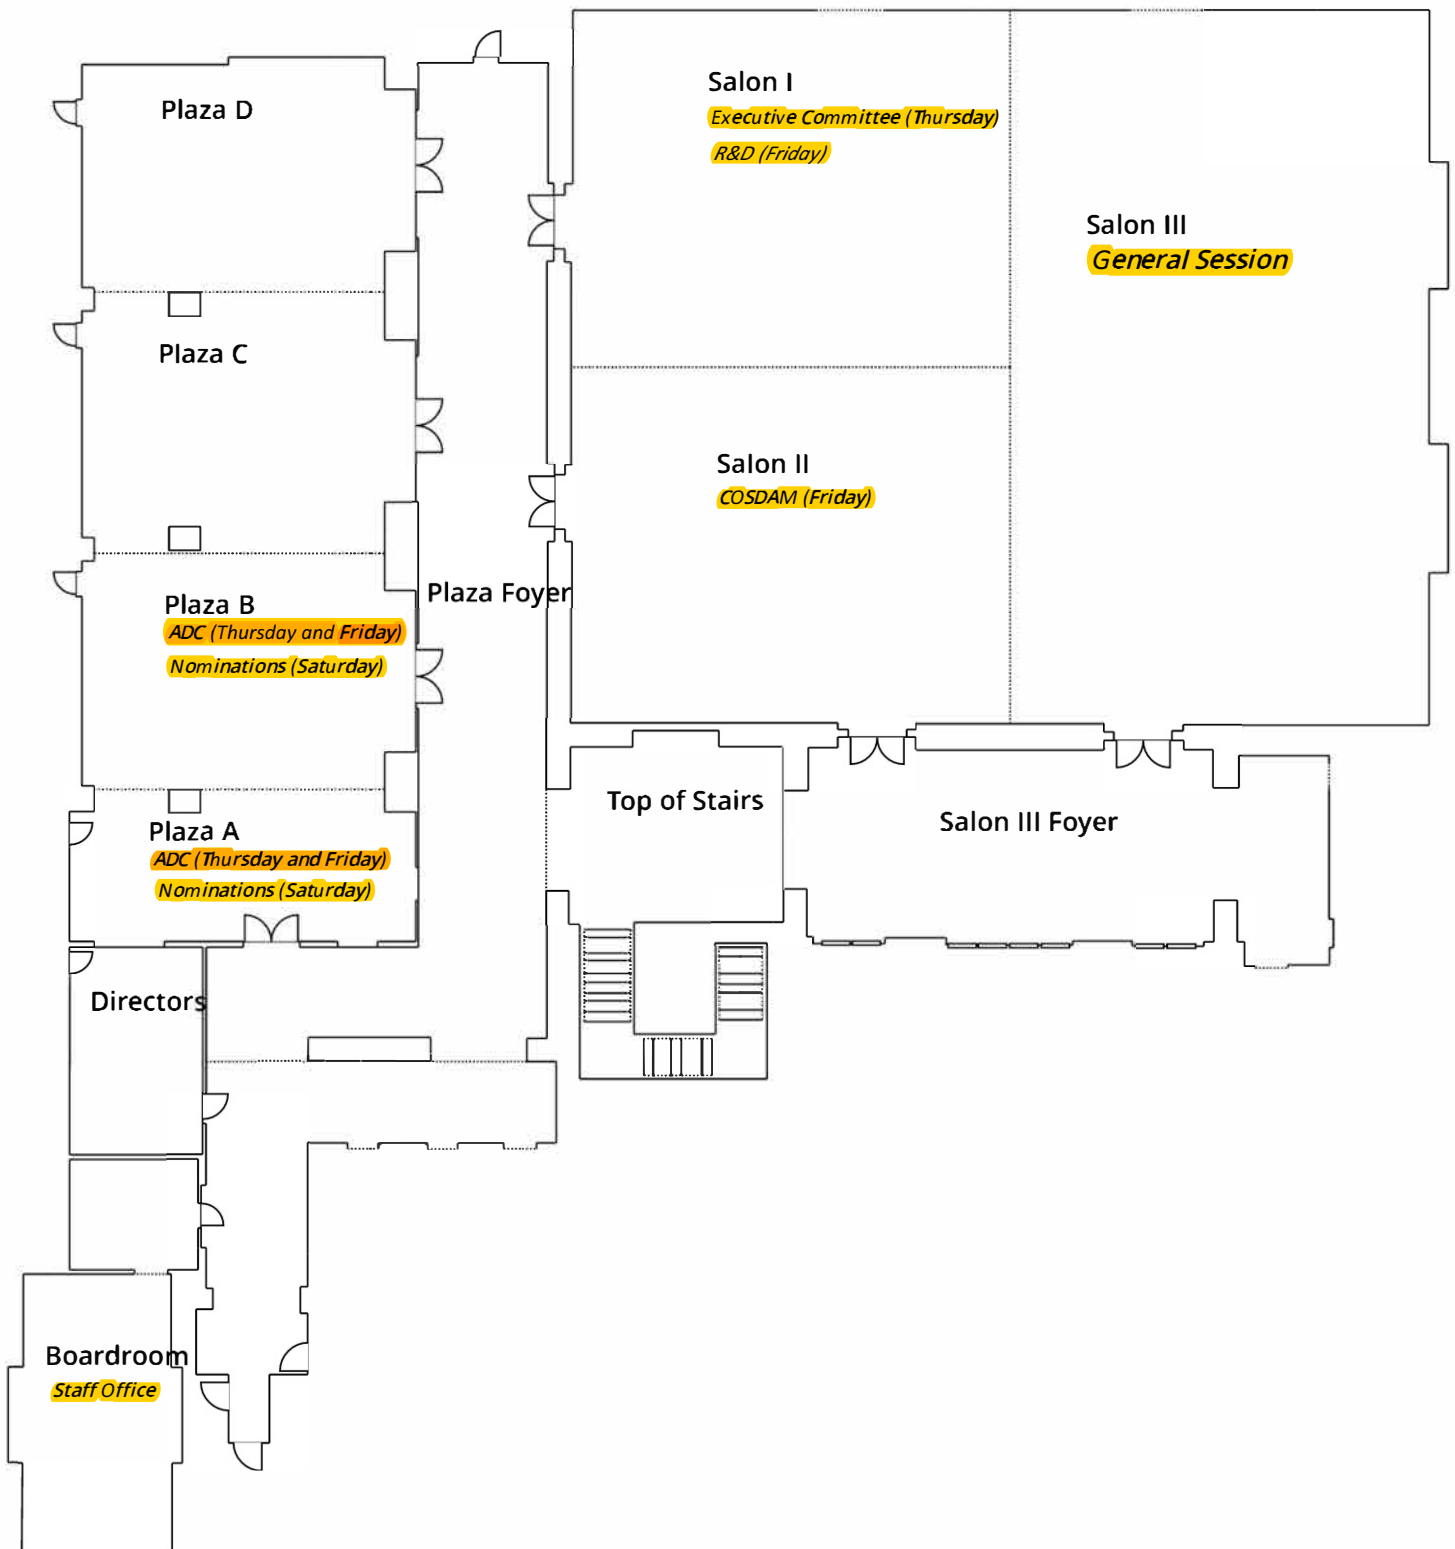 Plaza D
Salon I
Executive Committee (Thursday)
R&D (Friday)
Salon III
General Session
Plaza C
Salon II
COSDAM (Friday)
Plaza Foyer
Plaza B
ADC (Thursday and Friday)
Nominations (Saturday)
Top of Stairs
Salon III Foyer
Plaza A
ADC (Thursday and Friday)
Nominations (Saturday)
Directors
Boardroom
Staff Office